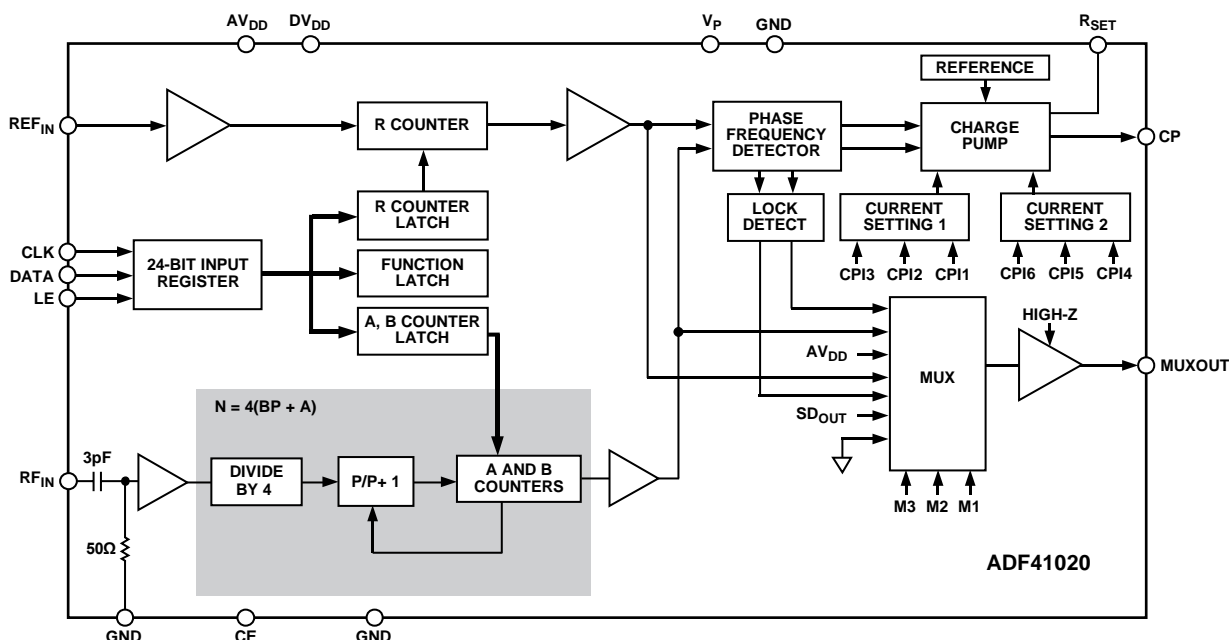 AVDD
DVDD
VP
GND
RSET
REFERENCE
REFIN
R COUNTER
PHASE
FREQUENCY
DETECTOR
CHARGE
PUMP
CP
R COUNTER
LATCH
LOCK
DETECT
CURRENT
SETTING 1
CURRENT
SETTING 2
CLK
DATA
LE
24-BIT INPUT
REGISTER
FUNCTION
LATCH
CPI3
CPI2
CPI1
CPI6
CPI5
CPI4
A, B COUNTER
LATCH
HIGH-Z
AVDD
MUX
MUXOUT
SDOUT
N = 4(BP + A)
3pF
RFIN
DIVIDE
BY 4
P/P+ 1
A AND B
COUNTERS
M3
M2
M1
50Ω
ADF41020
GND
CE
GND